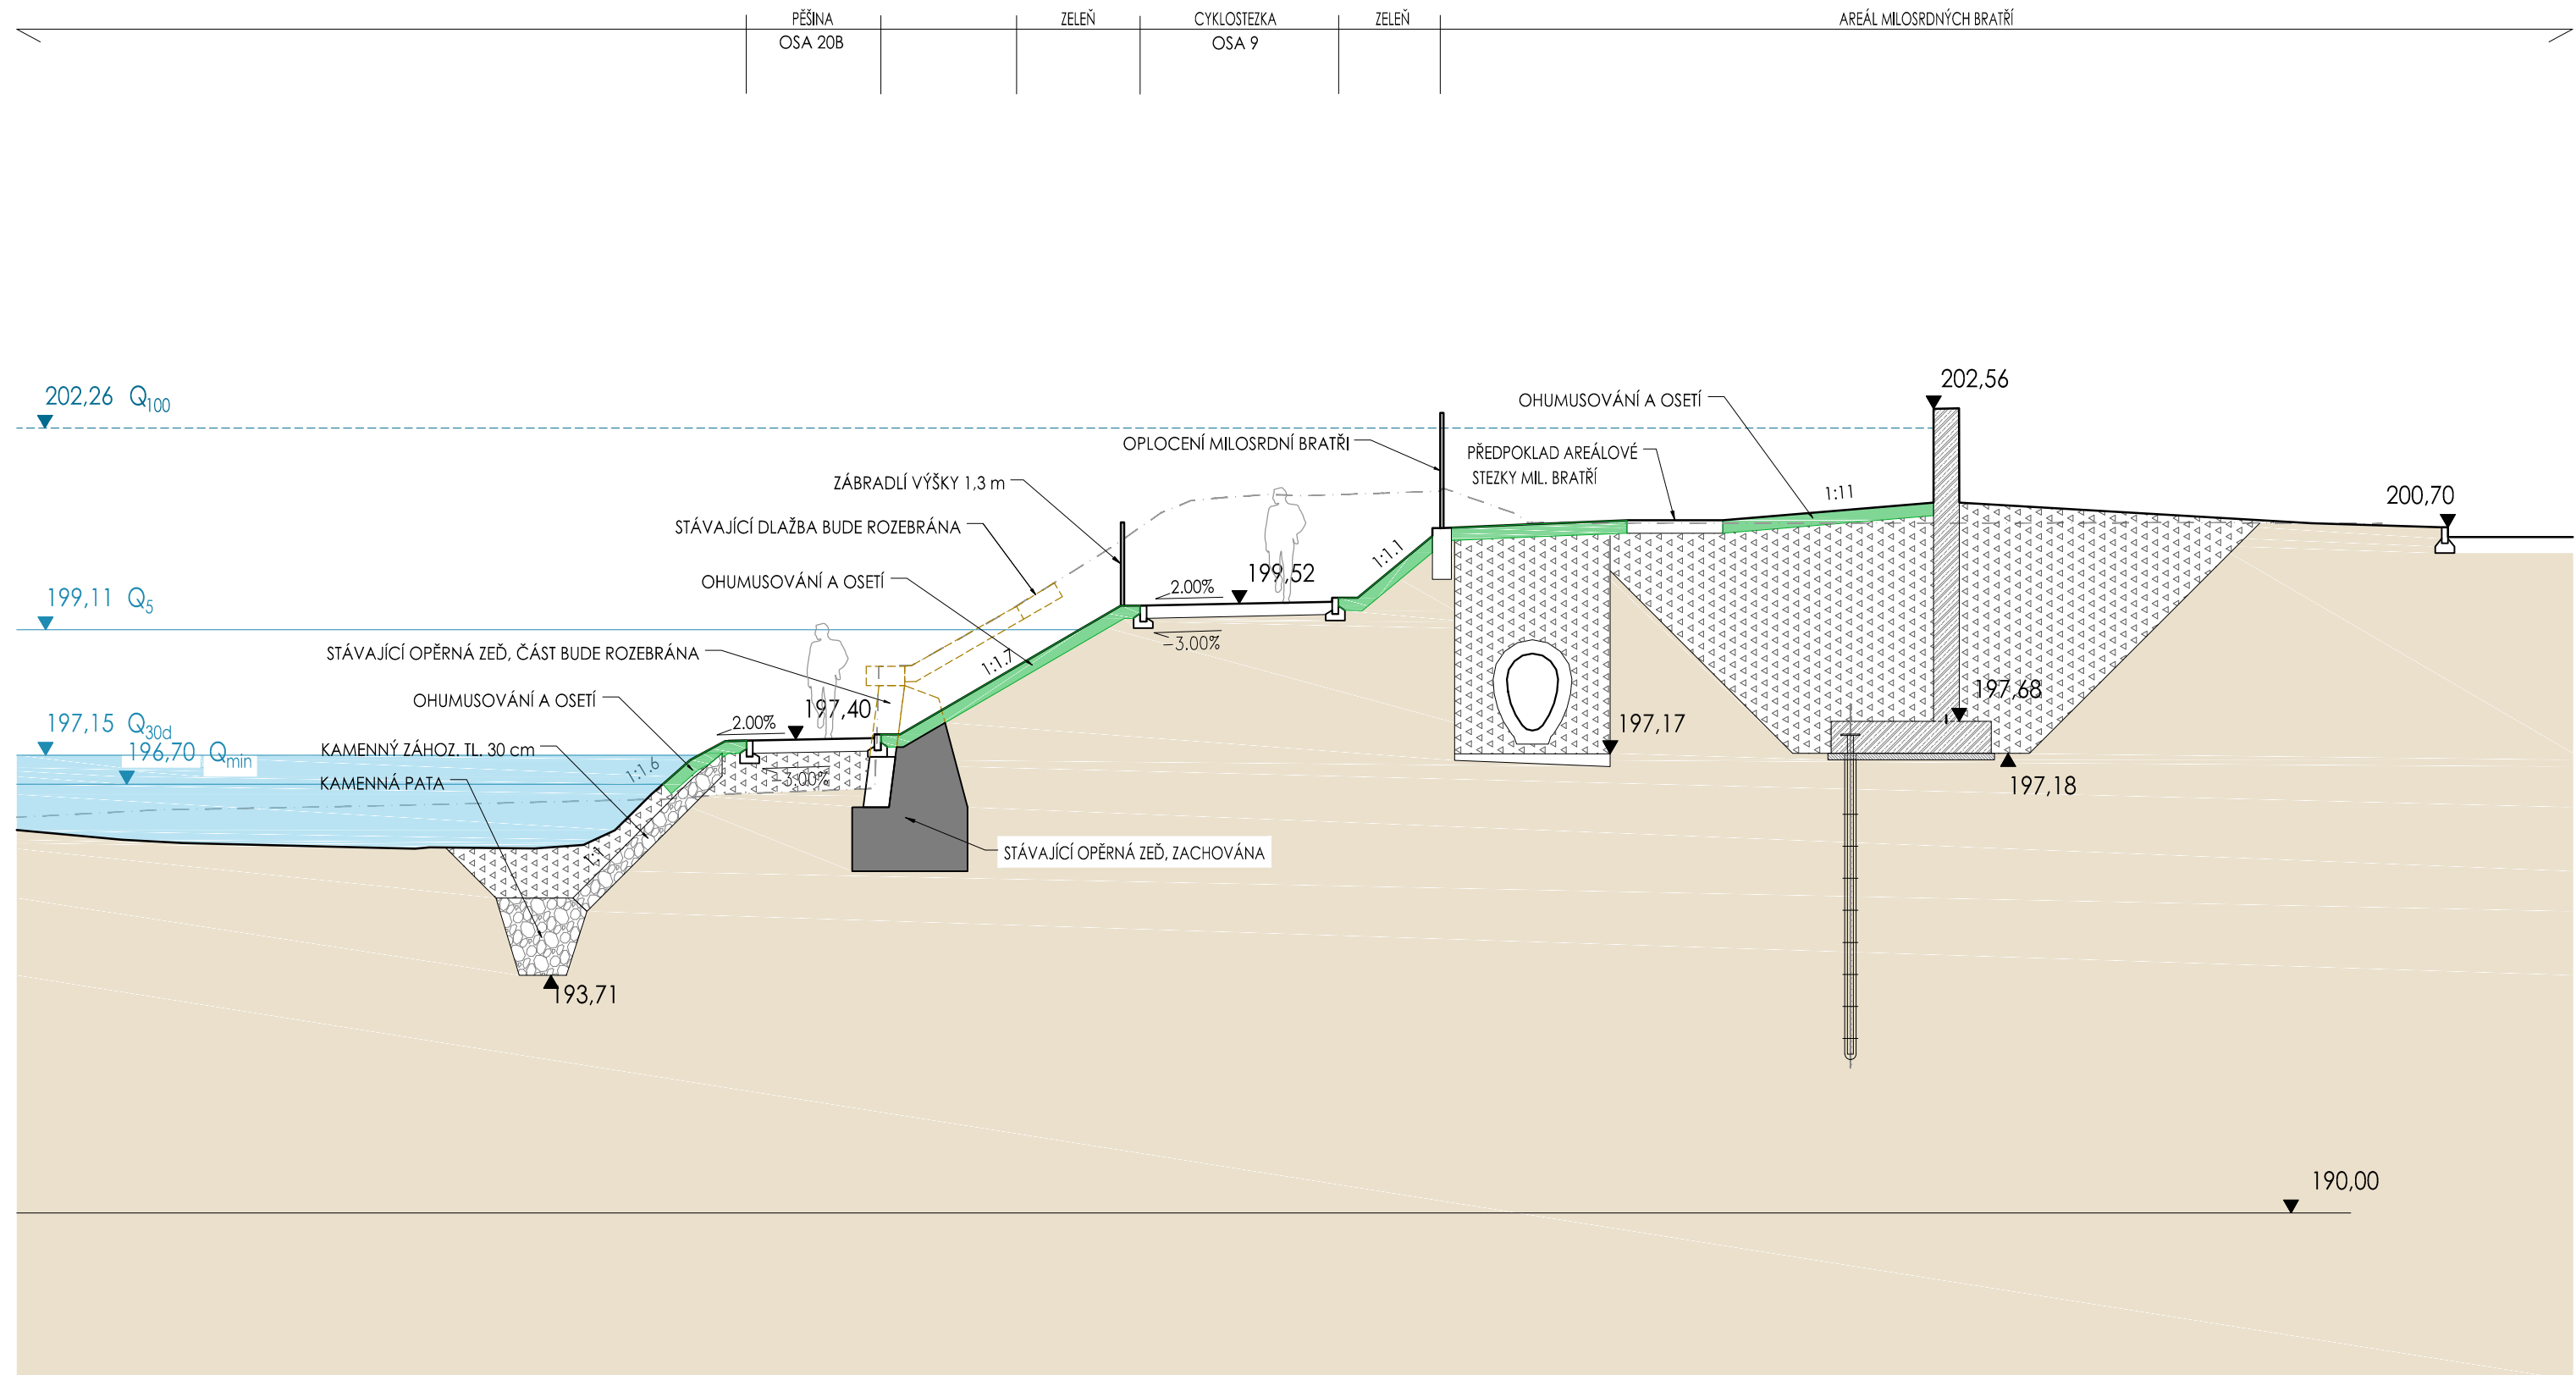 PĚŠINA
OSA 20B
ZELEŇ
CYKLOSTEZKA
OSA 9
ZELEŇ
AREÁL MILOSRDNÝCH BRATŘÍ
202,26 Q100
202,56
OHUMUSOVÁNÍ A OSETÍ
OPLOCENÍ MILOSRDNÍ BRATŘI
PŘEDPOKLAD AREÁLOVÉ
STEZKY MIL. BRATŘÍ
ZÁBRADLÍ VÝŠKY 1,3 m
1:11
200,70
STÁVAJÍCÍ DLAŽBA BUDE ROZEBRÁNA
1:1.1
OHUMUSOVÁNÍ A OSETÍ
2.00%
199,52
199,11 Q5
-3.00%
STÁVAJÍCÍ OPĚRNÁ ZEĎ, ČÁST BUDE ROZEBRÁNA
1:1.7
OHUMUSOVÁNÍ A OSETÍ
197,68
197,15 Q30d
2.00%
197,40
197,17
196,70 Qmin
KAMENNÝ ZÁHOZ. TL. 30 cm
1:1.6
-3.00%
KAMENNÁ PATA
197,18
1:1
STÁVAJÍCÍ OPĚRNÁ ZEĎ, ZACHOVÁNA
193,71
190,00